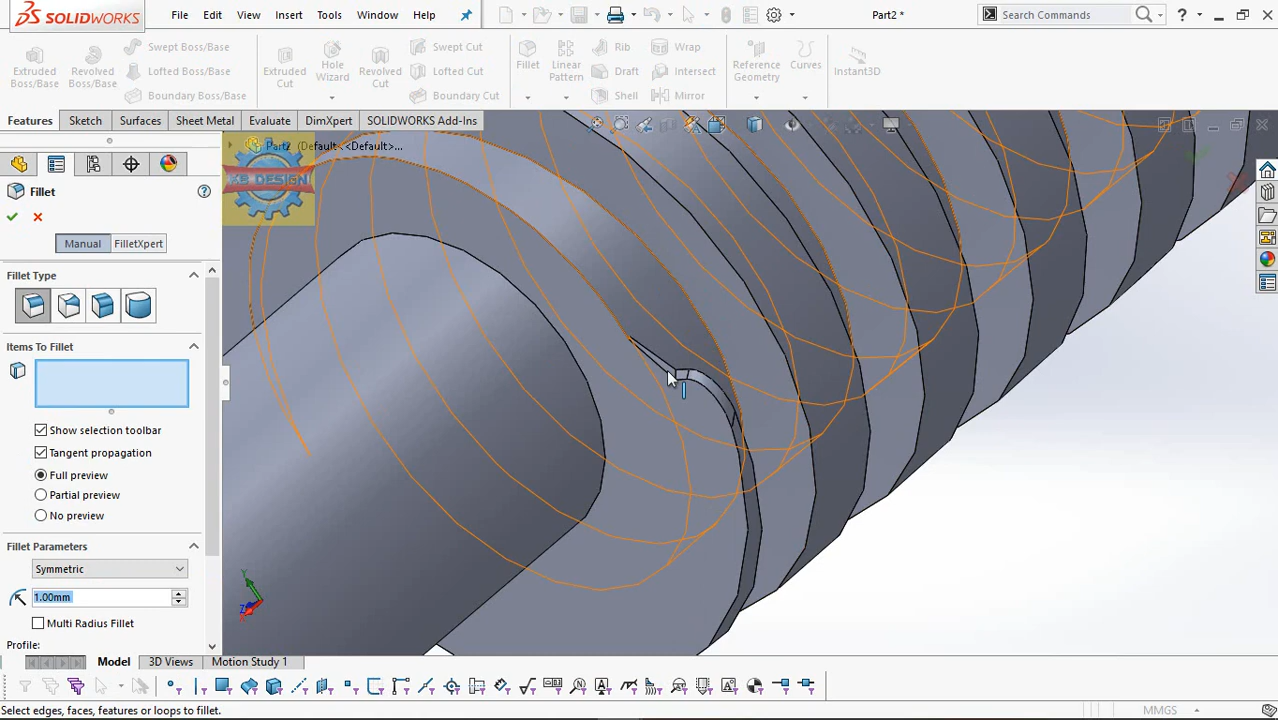 SOLIDWORKS
File Edit View Insert Tools Window Help
Part2 *
Search Commands
Extruded Boss/Base
Revolved Boss/Base
Swept Boss/Base
Lofted Boss/Base
Boundary Boss/Base
Extruded Cut
Hole Wizard
Revolved Cut
Swept Cut
Lofted Cut
Boundary Cut
Fillet
Linear Pattern
Rib
Draft
Shell
Wrap
Intersect
Mirror
Reference Geometry
Curves
Instant3D
Features Sketch Surfaces Sheet Metal Evaluate DimXpert SOLIDWORKS Add-Ins
Part2 (Default<<Default>...
KS DESIGN
Fillet
Manual FilletXpert
Fillet Type
Items To Fillet
Show selection toolbar
Tangent propagation
Full preview
Partial preview
No preview
Fillet Parameters
Symmetric
1.00mm
Multi Radius Fillet
Profile:
Y
Z
Model 3D Views Motion Study 1
Select edges, faces, features or loops to fillet.
MMGS